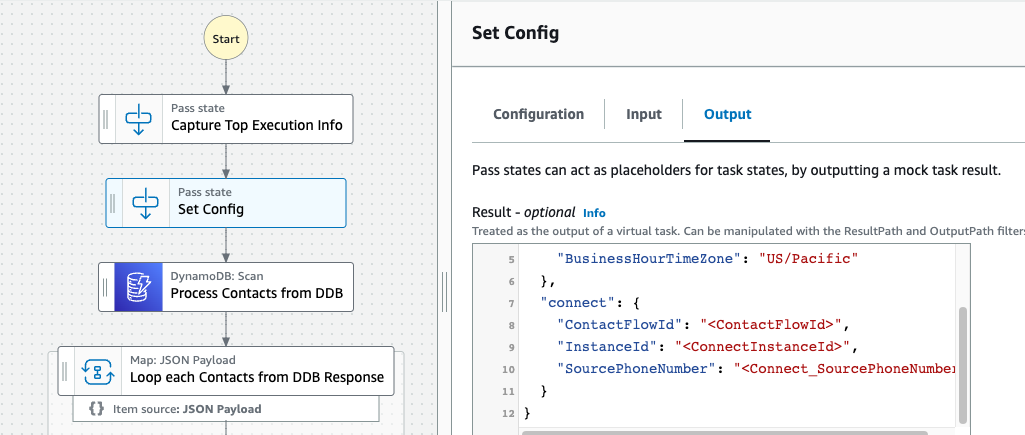 Start
Pass state
Capture Top Execution Info
Pass state
Set Config
DynamoDB: Scan
Process Contacts from DDB
Map: JSON Payload
Loop each Contacts from DDB Response
{} Item source: JSON Payload
Set Config
Configuration Input Output
Pass states can act as placeholders for task states, by outputting a mock task result.
Result - optional Info
Treated as the output of a virtual task. Can be manipulated with the ResultPath and OutputPath filters
5 "BusinessHourTimeZone": "US/Pacific"
6 },
7 "connect": {
8 "ContactFlowId": "<ContactFlowId>",
9 "InstanceId": "<ConnectInstanceId>",
10 "SourcePhoneNumber": "<Connect_SourcePhoneNumber
11 }
12 }